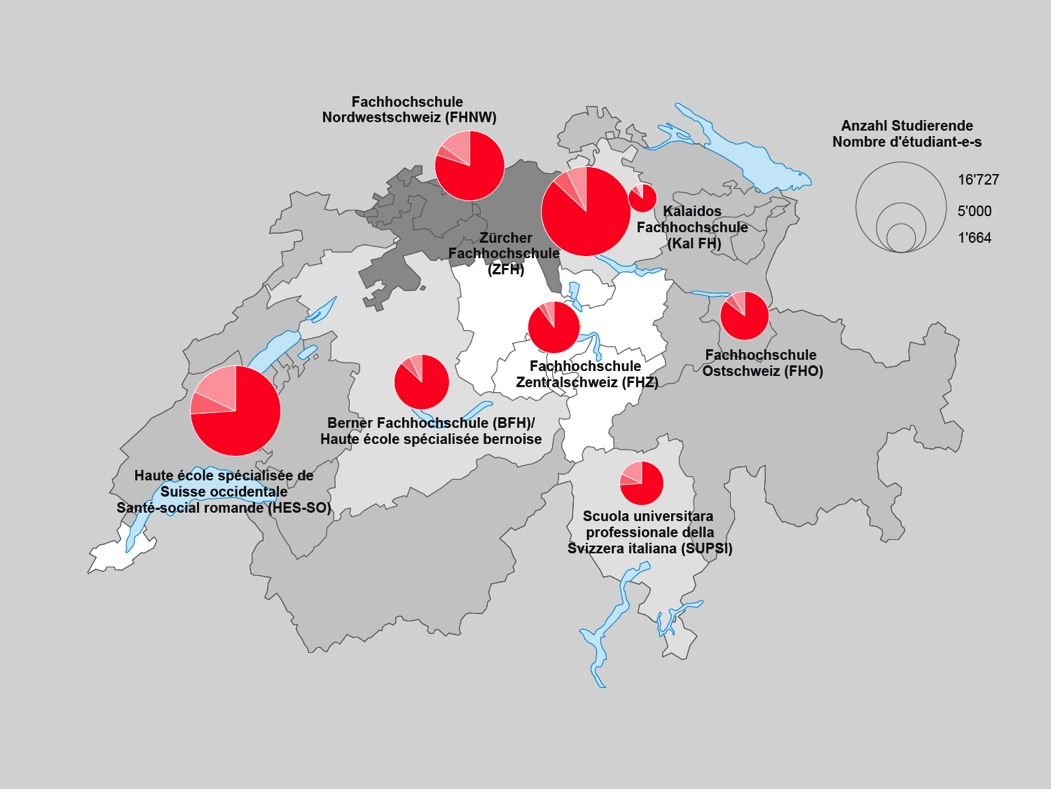 Fachhochschule
Nordwestschweiz (FHNW)
Anzahl Studierende
Nombre d'étudiant-e-s
16'727
5'000
1'664
Kalaidos
Fachhochschule
(Kal FH)
Zürcher
Fachhochschule
(ZFH)
Fachhochschule
Ostschweiz (FHO)
Fachhochschule
Zentralschweiz (FHZ)
Berner Fachhochschule (BFH)/
Haute école spécialisée bernoise
Haute école spécialisée de
Suisse occidentale
Santé-social romande (HES-SO)
Scuola universitara
professionale della
Svizzera italiana (SUPSI)